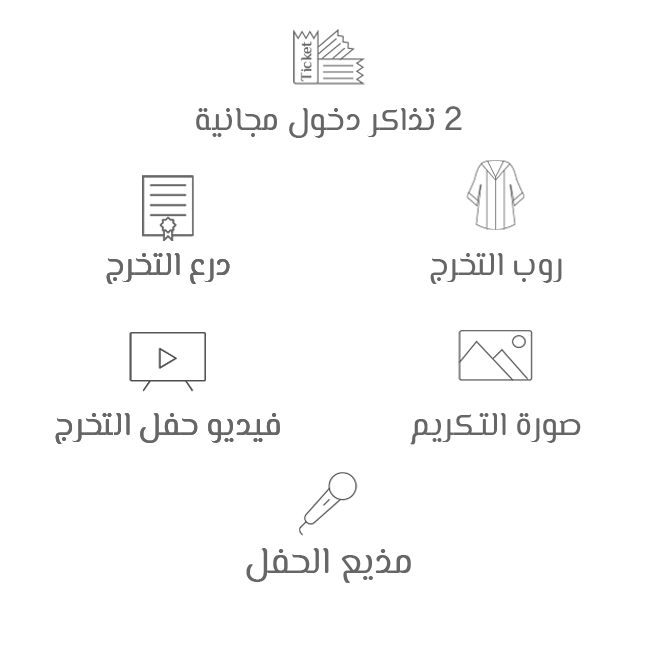 Ticket
2 تذاكر دخول مجانية
روب التخرج
درع التخرج
صورة التكريم
فيديو حفل التخرج
مذيع الحفل